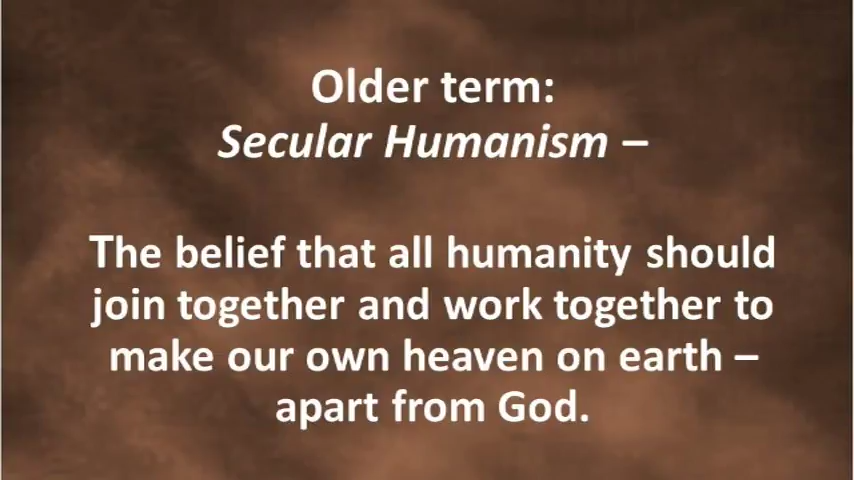 Older term:
Secular Humanism –
The belief that all humanity should
join together and work together to
make our own heaven on earth –
apart from God.